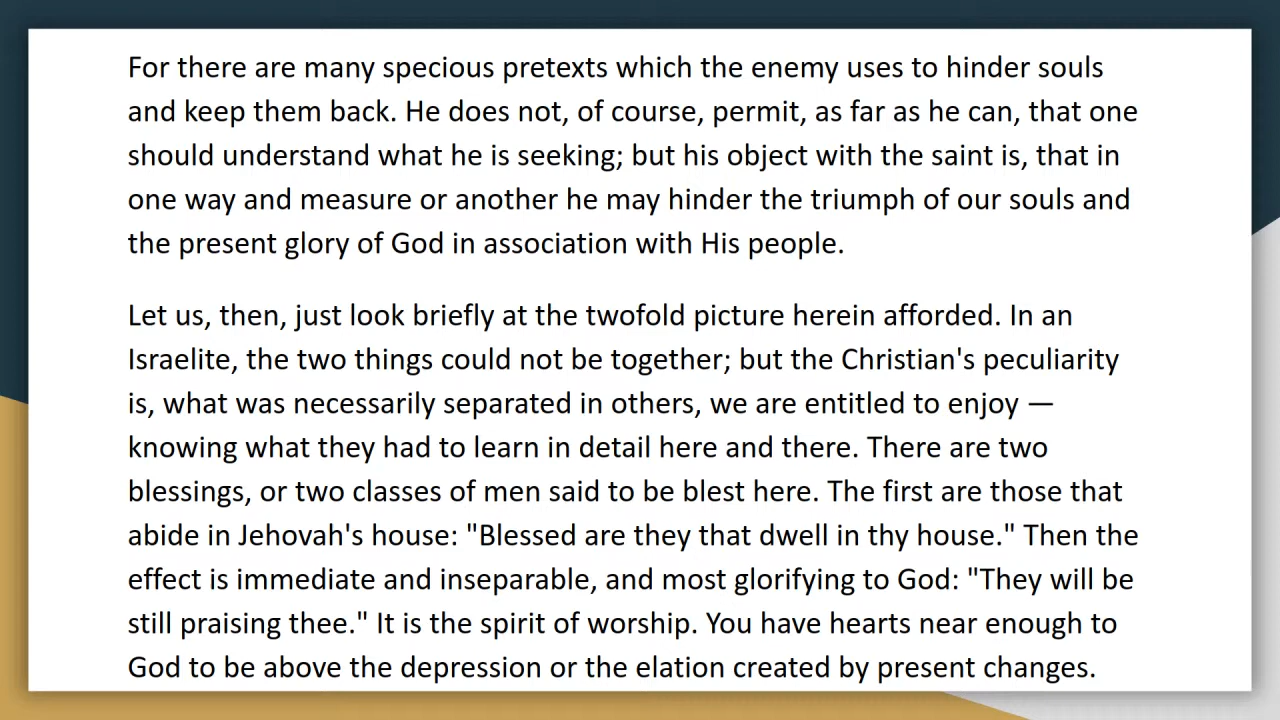 For there are many specious pretexts which the enemy uses to hinder souls
and keep them back. He does not, of course, permit, as far as he can, that one
should understand what he is seeking; but his object with the saint is, that in
one way and measure or another he may hinder the triumph of our souls and
the present glory of God in association with His people.
Let us, then, just look briefly at the twofold picture herein afforded. In an
Israelite, the two things could not be together; but the Christian's peculiarity
is, what was necessarily separated in others, we are entitled to enjoy —
knowing what they had to learn in detail here and there. There are two
blessings, or two classes of men said to be blest here. The first are those that
abide in Jehovah's house: "Blessed are they that dwell in thy house." Then the
effect is immediate and inseparable, and most glorifying to God: "They will be
still praising thee." It is the spirit of worship. You have hearts near enough to
God to be above the depression or the elation created by present changes.